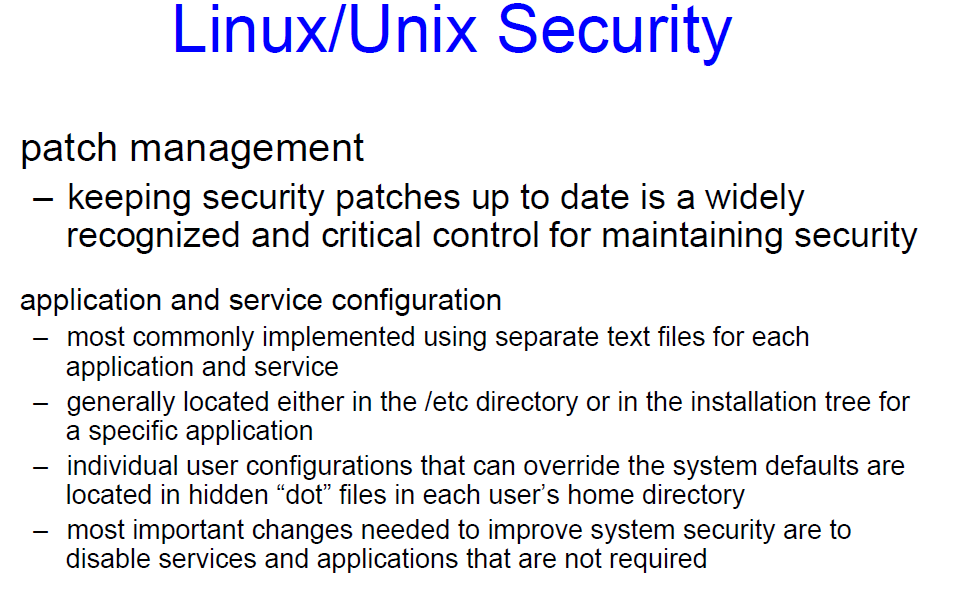 Linux/Unix Security
patch management
– keeping security patches up to date is a widely
recognized and critical control for maintaining security
application and service configuration
– most commonly implemented using separate text files for each
application and service
– generally located either in the /etc directory or in the installation tree for
a specific application
– individual user configurations that can override the system defaults are
located in hidden “dot” files in each user’s home directory
– most important changes needed to improve system security are to
disable services and applications that are not required